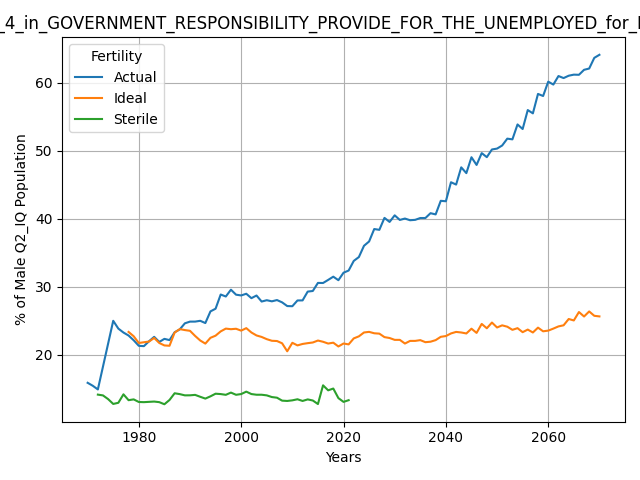 _4_in_GOVERNMENT_RESPONSIBILITY_PROVIDE_FOR_THE_UNEMPLOYED_for_
Fertility
Actual
Ideal
Sterile
% of Male Q2_IQ Population
60
50
40
30
20
1980 2000 2020 2040 2060
Years